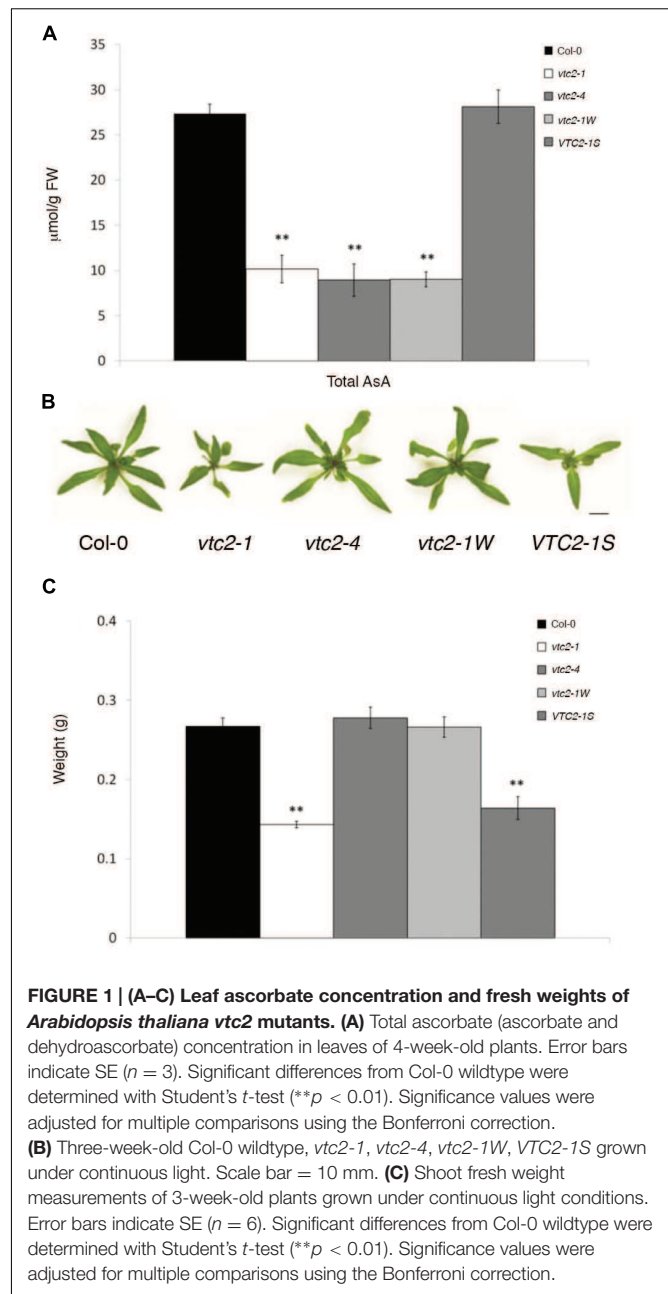 A
35
30
25
20
15
10
5
0
μmol/g FW
**
**
**
Total AsA
Col-0
vtc2-1
vtc2-4
vtc2-1W
VTC2-1S
B
Col-0 vtc2-1 vtc2-4 vtc2-1W VTC2-1S
C
0.4
0.3
0.2
0.1
0
Weight (g)
**
**
Col-0
vtc2-1
vtc2-4
vtc2-1W
VTC2-1S
FIGURE 1 | (A–C) Leaf ascorbate concentration and fresh weights of
Arabidopsis thaliana vtc2 mutants. (A) Total ascorbate (ascorbate and
dehydroascorbate) concentration in leaves of 4-week-old plants. Error bars
indicate SE (n = 3). Significant differences from Col-0 wildtype were
determined with Student's t-test (**p < 0.01). Significance values were
adjusted for multiple comparisons using the Bonferroni correction.
(B) Three-week-old Col-0 wildtype, vtc2-1, vtc2-4, vtc2-1W, VTC2-1S grown
under continuous light. Scale bar = 10 mm. (C) Shoot fresh weight
measurements of 3-week-old plants grown under continuous light conditions.
Error bars indicate SE (n = 6). Significant differences from Col-0 wildtype were
determined with Student's t-test (**p < 0.01). Significance values were
adjusted for multiple comparisons using the Bonferroni correction.